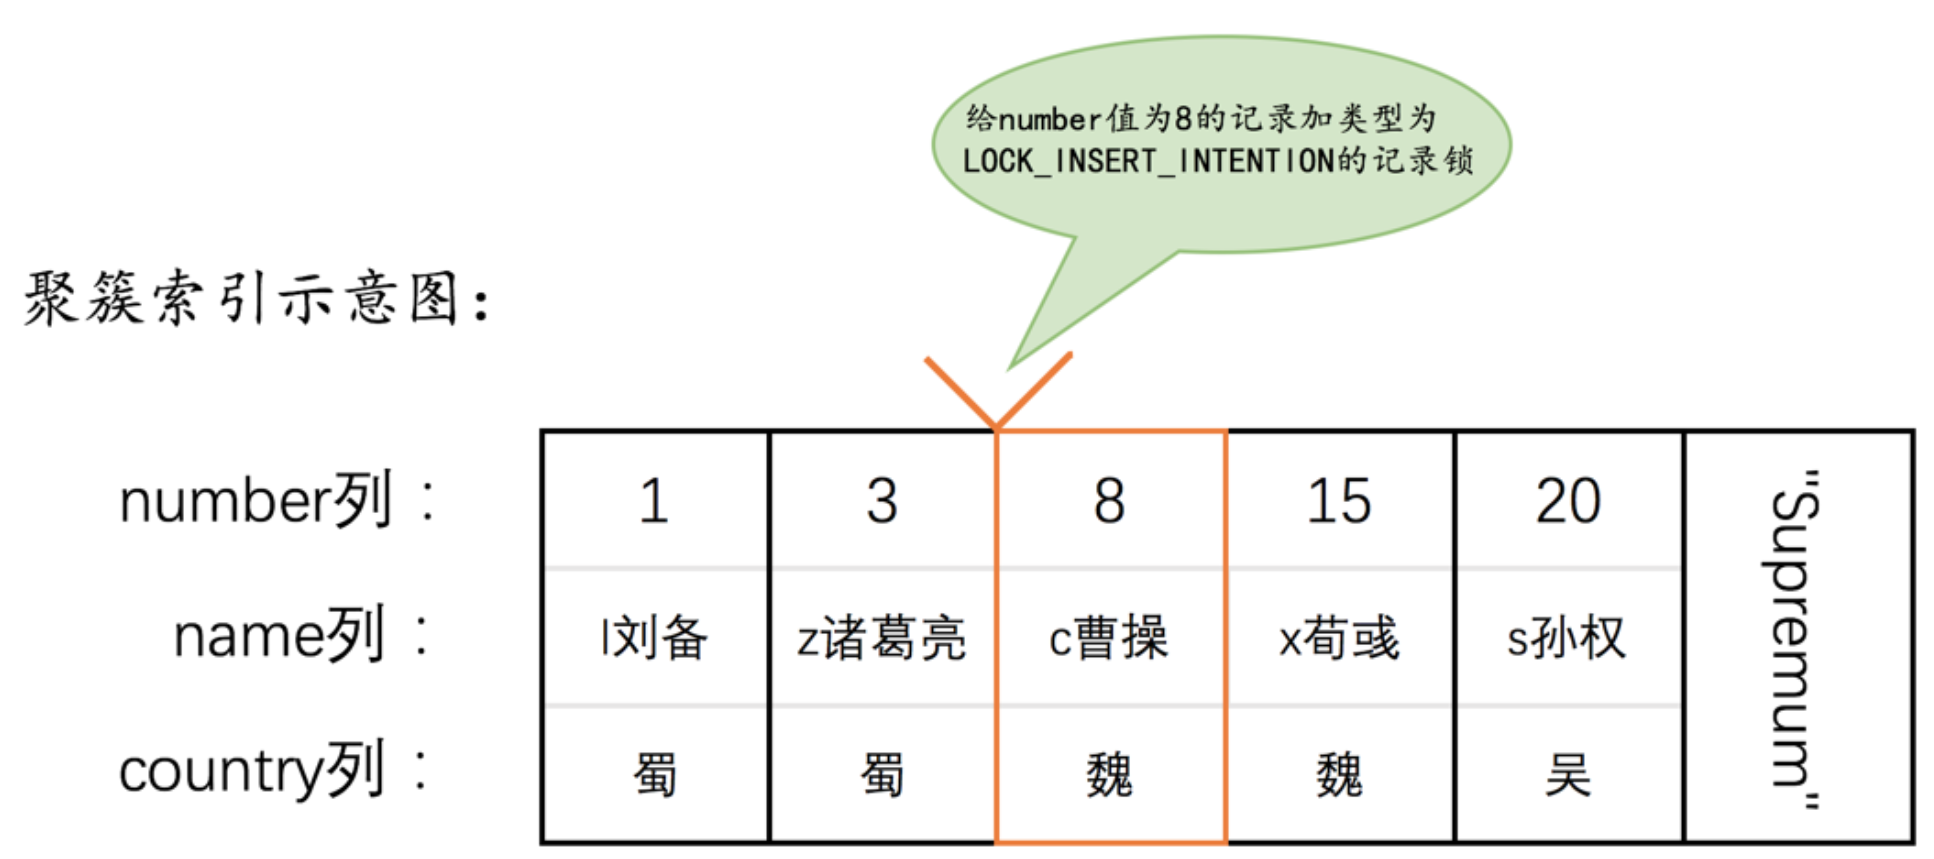 给number值为8的记录加类型为
LOCK_INSERT_INTENTION的记录锁
聚簇索引示意图：
number列： 1 3 8 15 20 "Supremum"
name列： l刘备 z诸葛亮 c曹操 x荀彧 s孙权
country列： 蜀 蜀 魏 魏 吴